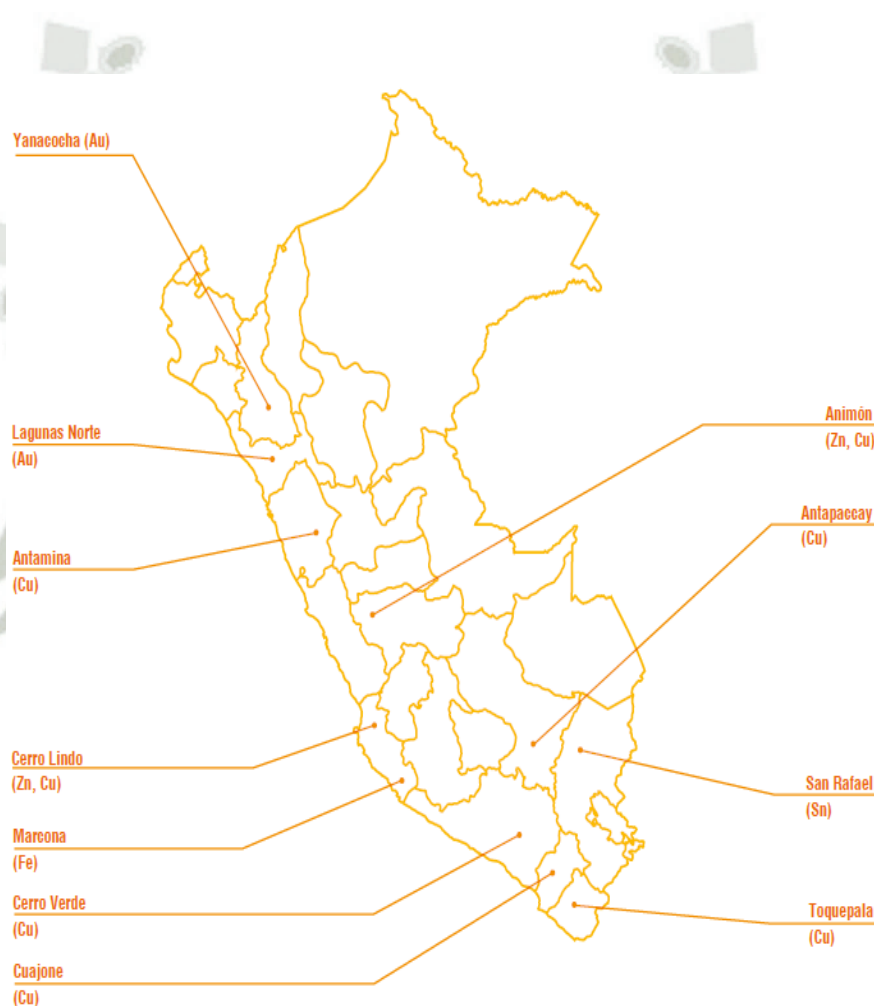 Yanacocha (Au)
Lagunas Norte
(Au)
Antamina
(Cu)
Cerro Lindo
(Zn, Cu)
Marcona
(Fe)
Cerro Verde
(Cu)
Cuajone
(Cu)
Animón
(Zn, Cu)
Antapaccay
(Cu)
San Rafael
(Sn)
Toquepala
(Cu)